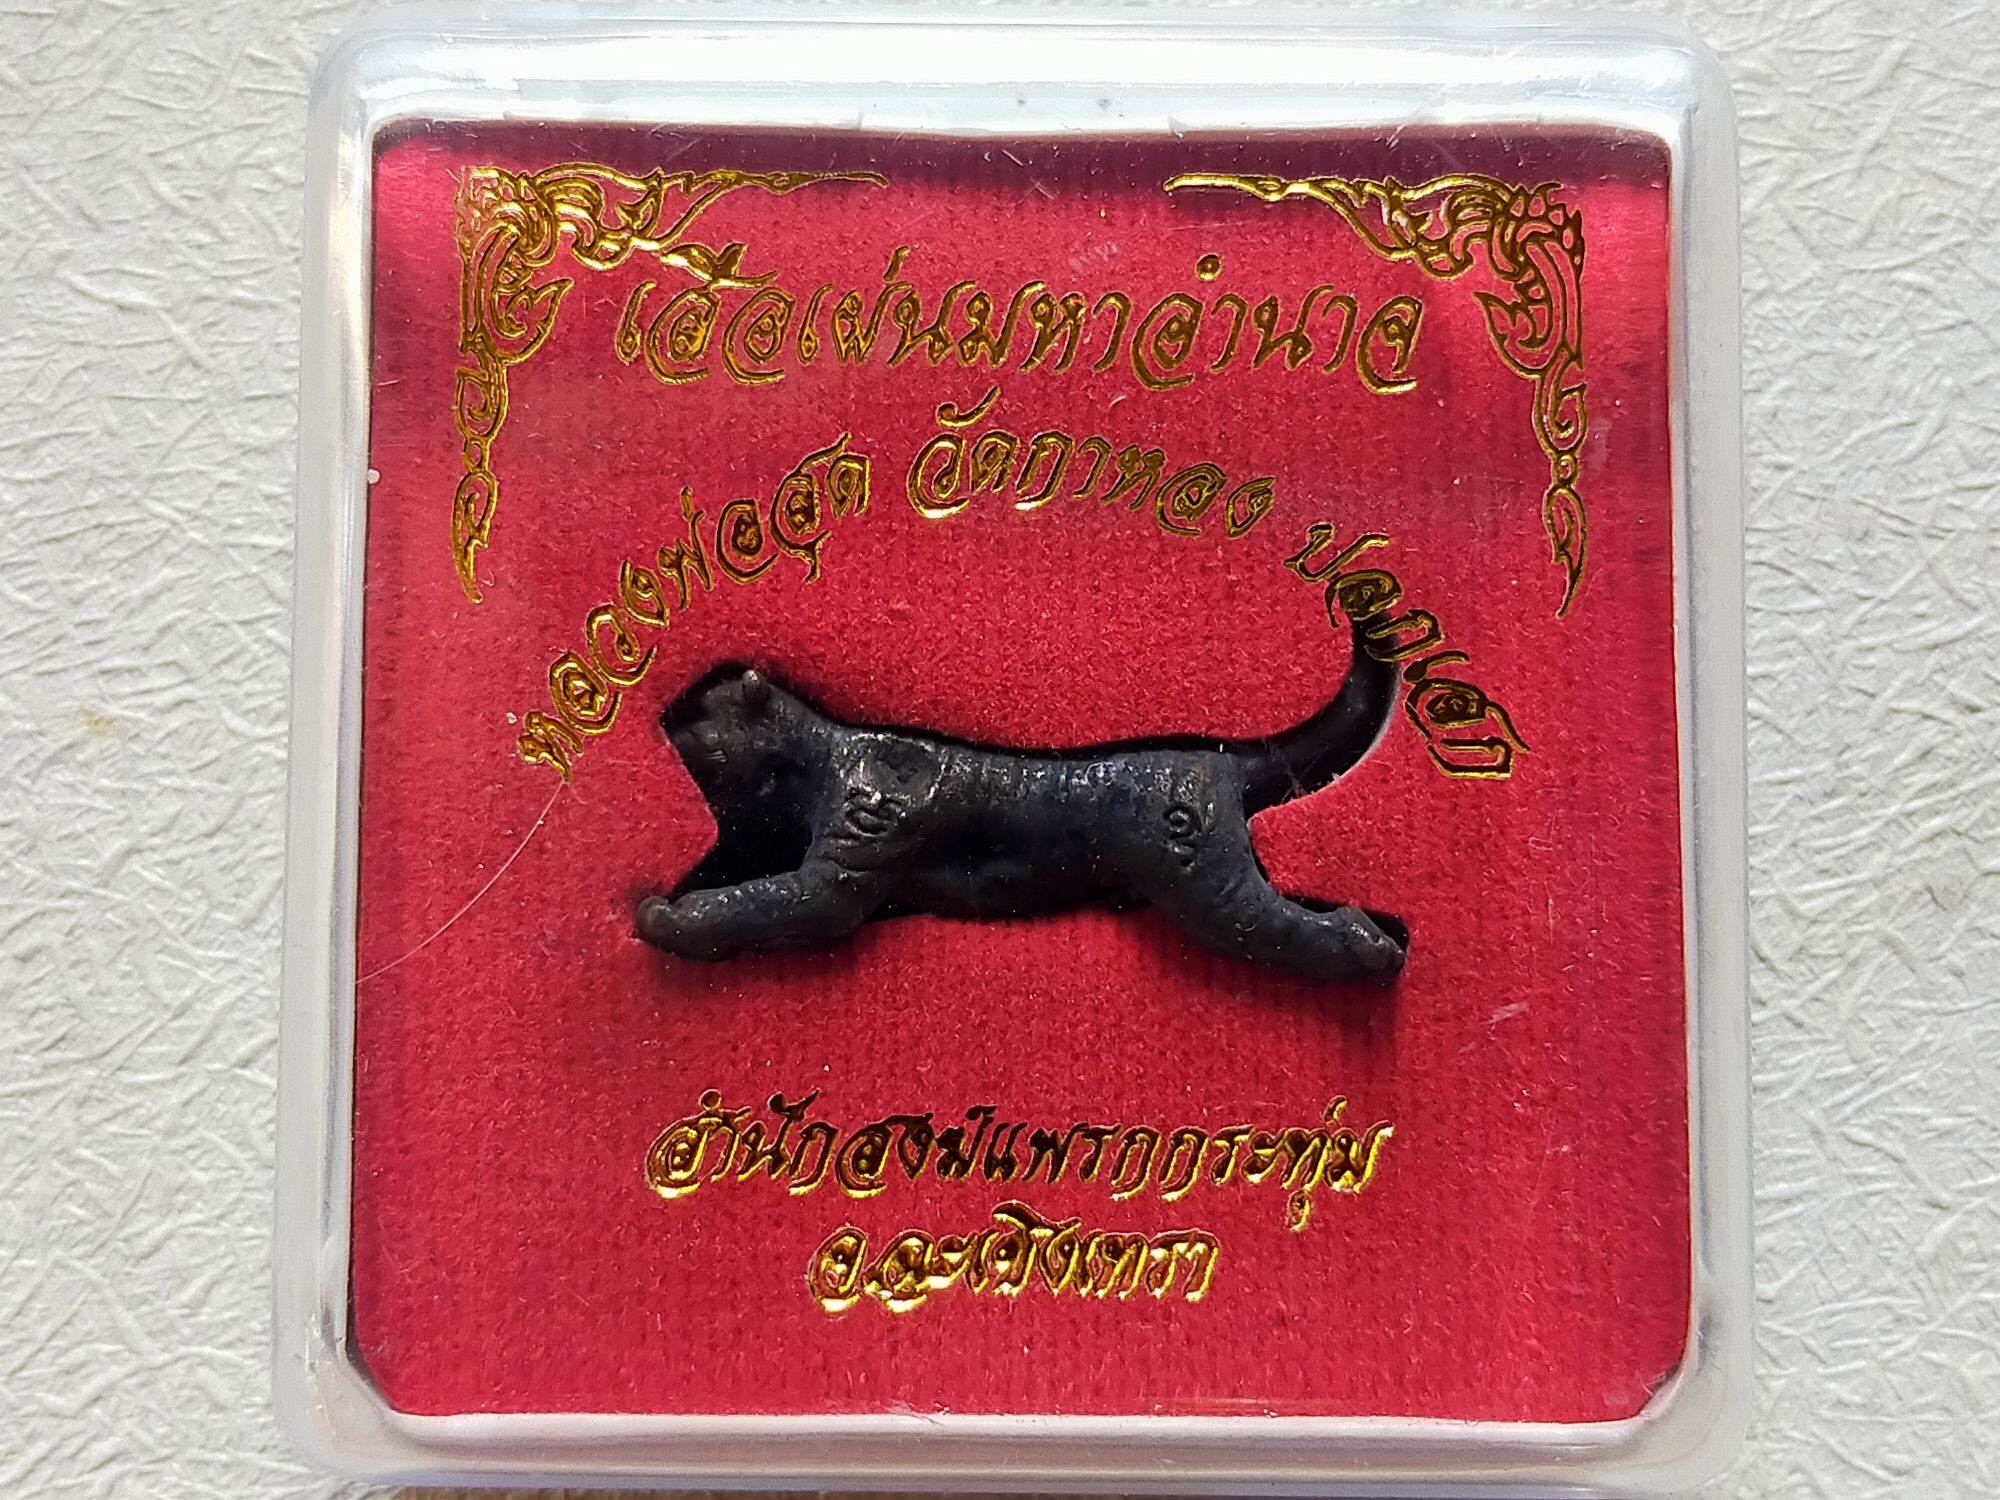 เสือเผ่นมหาอำนาจ
หลวงพ่อสุด วัดกาหลง ปลุกเสก
สำนักสงฆ์แพรกกระทุ่ม
จ.ฉะเชิงเทรา